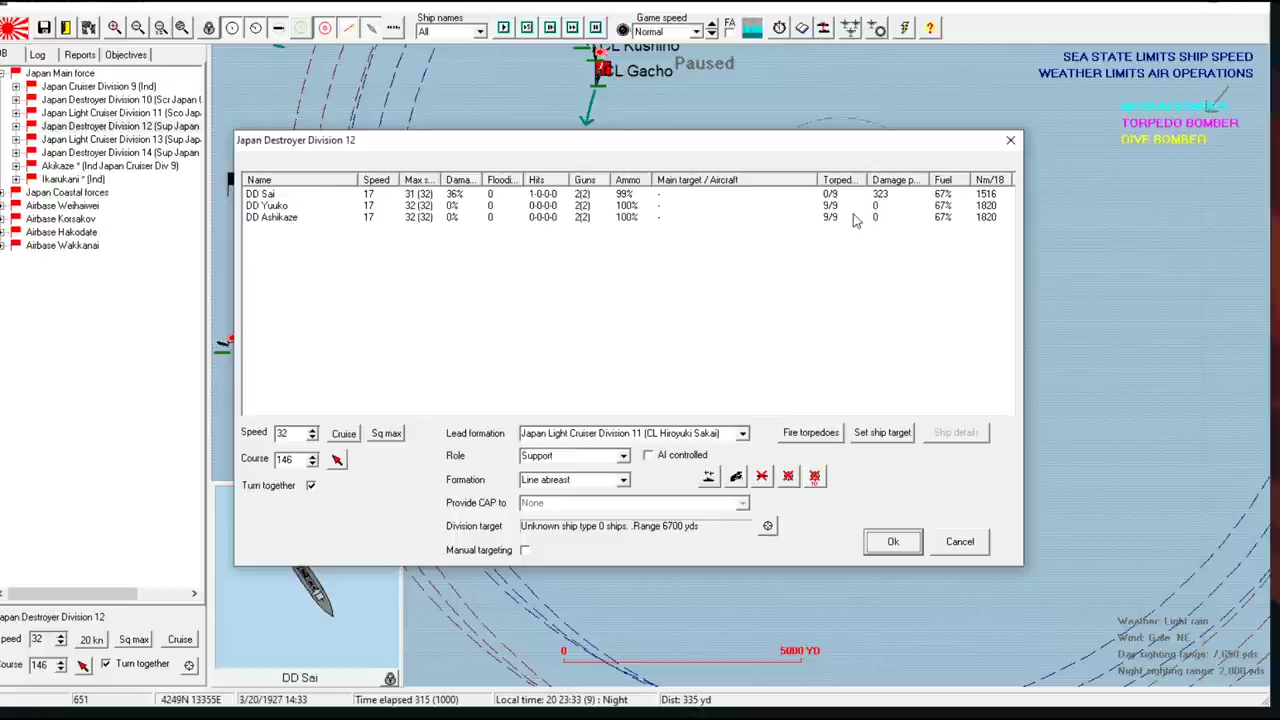 Ship names
Game speed
All
Normal
FA
Log
Reports
Objectives
Japan Main force
Japan Cruiser Division 9 (Ind)
Japan Destroyer Division 10 (Scr Japan (
Japan Light Cruiser Division 11 (Sco Jap
Japan Destroyer Division 12 (Sup Japan
Japan Light Cruiser Division 13 (Sup Jap
Japan Destroyer Division 14 (Sup Japan
Akikaze * (Ind Japan Cruiser Div 9)
Ikarukani * (Ind)
Japan Coastal forces
Airbase Weihaiwei
Airbase Korsakov
Airbase Hakodate
Airbase Wakkanai
CL Kushiho
CL Gacho
Paused
SEA STATE LIMITS SHIP SPEED
WEATHER LIMITS AIR OPERATIONS
MEDIUM BOMBER
TORPEDO BOMBER
DIVE BOMBER
Japan Destroyer Division 12
Name Speed Max s... Dama... Floodi... Hits Guns Ammo Main target / Aircraft Torped... Damage p... Fuel Nm/18
DD Sai 17 31 (32) 36% 0 1-0-0-0 2(2) 99% - 0/9 323 67% 1516
DD Yuuko 17 32 (32) 0% 0 0-0-0-0 2(2) 100% - 9/9 0 67% 1820
DD Ashikaze 17 32 (32) 0% 0 0-0-0-0 2(2) 100% - 9/9 0 67% 1820
Speed 32 Cruise Sq max
Course 146
Turn together
Lead formation Japan Light Cruiser Division 11 (CL Hiroyuki Sakai)
Fire torpedoes Set ship target Ship details
Role Support AI controlled
Formation Line abreast
Provide CAP to None
Division target Unknown ship type 0 ships. .Range 6700 yds
Manual targeting
Ok Cancel
apan Destroyer Division 12
peed 32 20 kn Sq max Cruise
ourse 146 Turn together
DD Sai
0 5000 YD
Weather: Light rain
Wind: Gale NE
Day sighting range: 7,690 yds
Night sighting range: 2,000 yds
651 4249N 13355E 3/20/1927 14:33 Time elapsed 315 (1000) Local time: 20 23:33 (9) : Night Dist: 335 yd